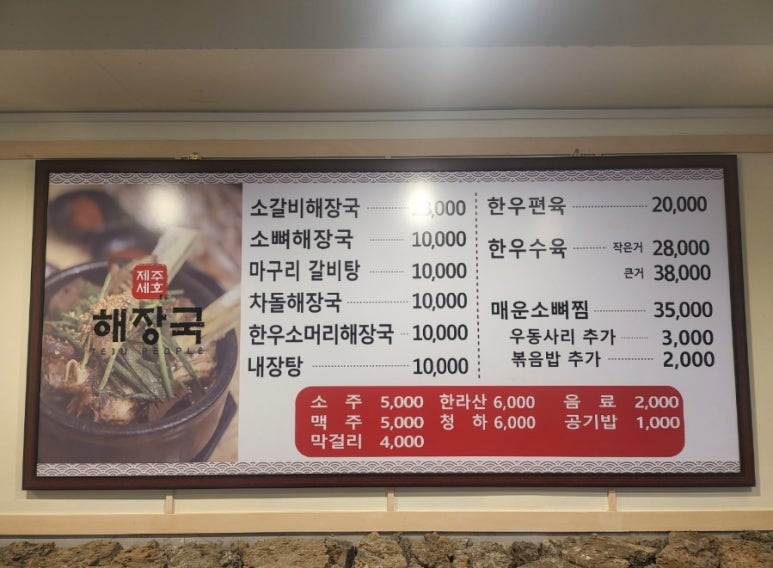 제주
세호
해장국
JEJU PEOPLE
소갈비해장국
소뼈해장국 10,000
마구리 갈비탕 10,000
차돌해장국 10,000
한우소머리해장국 10,000
내장탕 10,000
한우편육 20,000
한우수육 작은거 28,000
큰거 38,000
매운소뼈찜 35,000
우동사리 추가 3,000
볶음밥 추가 2,000
소 주 5,000 한라산 6,000 음 료 2,000
맥 주 5,000 청 하 6,000 공기밥 1,000
막걸리 4,000